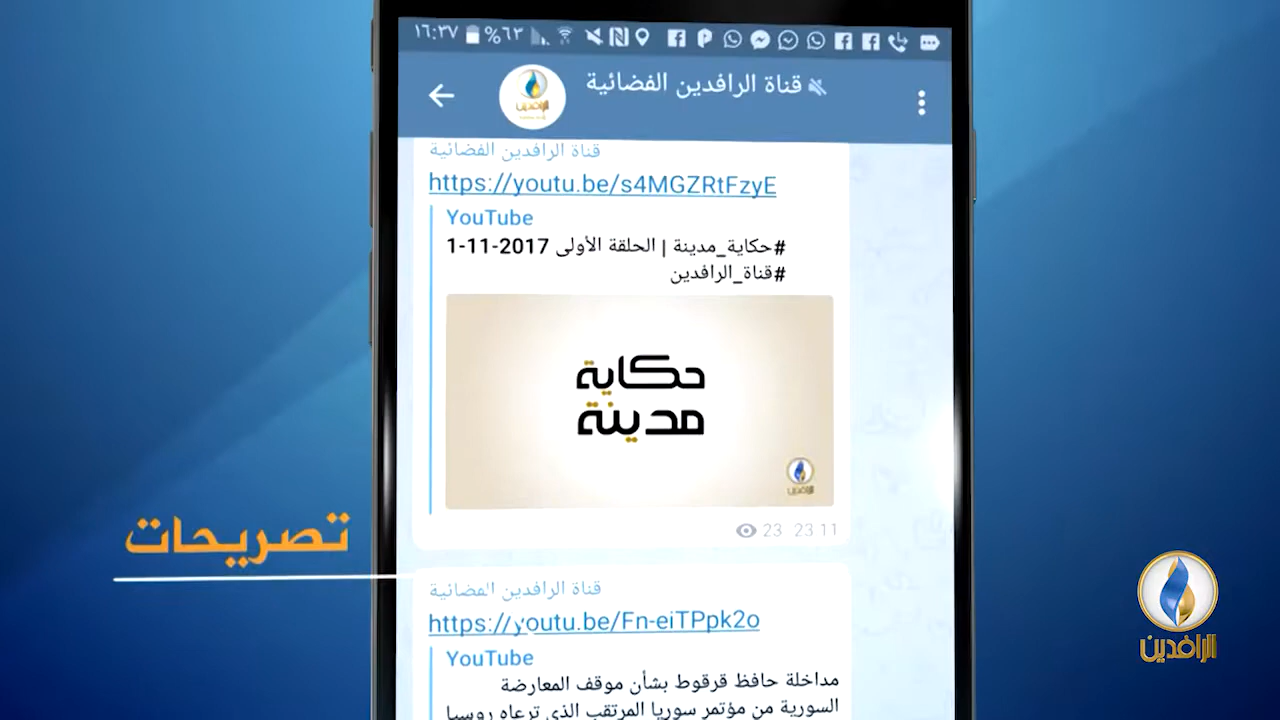 ١٦:٣٧ %٦٣
قناة الرافدين الفضائية
الرافدين
قناة الرافدين الفضائية
https://youtu.be/s4MGZRtFzyE
YouTube
#حكاية_مدينة | الحلقة الأولى 2017-11-1
#قناة_الرافدين
حكاية
مدينة
الرافدين
23 23 11
تصريحات
قناة الرافدين الفضائية
https://youtu.be/Fn-eiTPpk2o
YouTube
مداخلة حافظ قرقوط بشأن موقف المعارضة
السورية من مؤتمر سوريا المرتقب الذي ترعاه روسيا
الرافدين